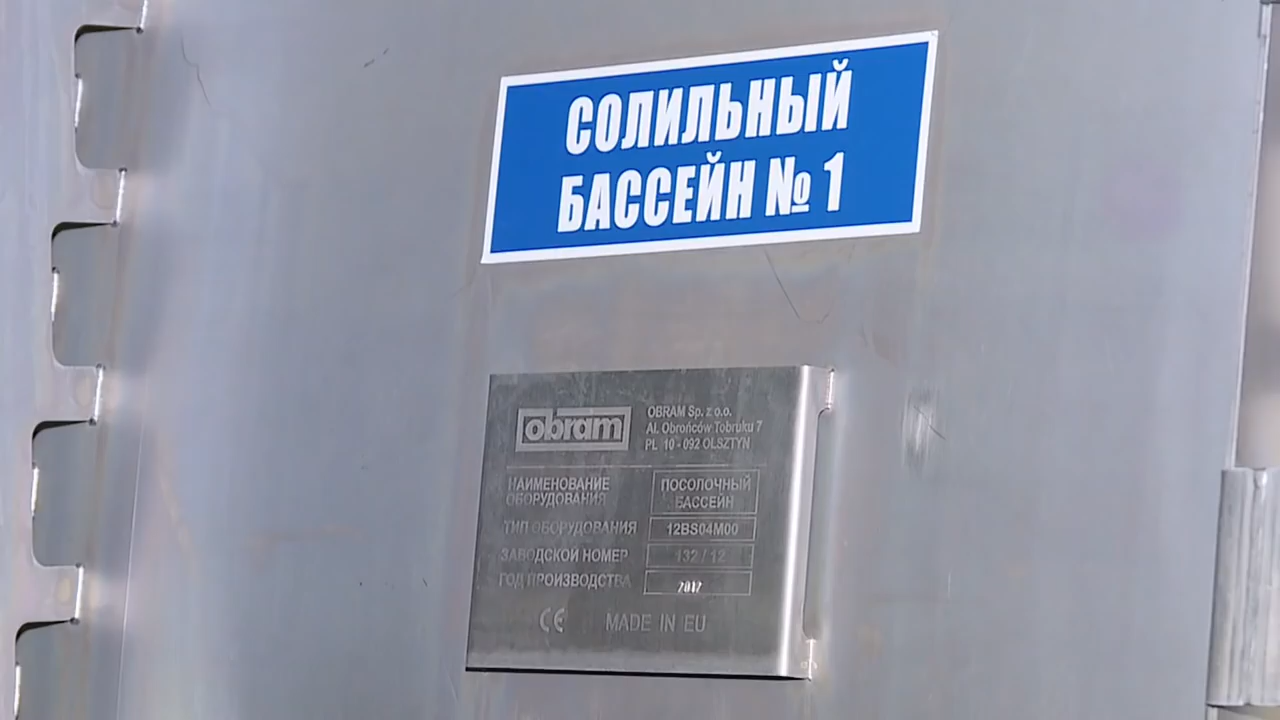 СОЛИЛЬНЫЙ
БАССЕЙН № 1
obram
OBRAM Sp. z o.o.
Al. Obrońców Tobruku 7
PL 10 - 092 OLSZTYN
НАИМЕНОВАНИЕ
ОБОРУДОВАНИЯ
ПОСОЛОЧНЫЙ
БАССЕЙН
ТИП ОБОРУДОВАНИЯ 12BS04M00
ЗАВОДСКОЙ НОМЕР 132 / 12
ГОД ПРОИЗВОДСТВА 2012
CE MADE IN EU